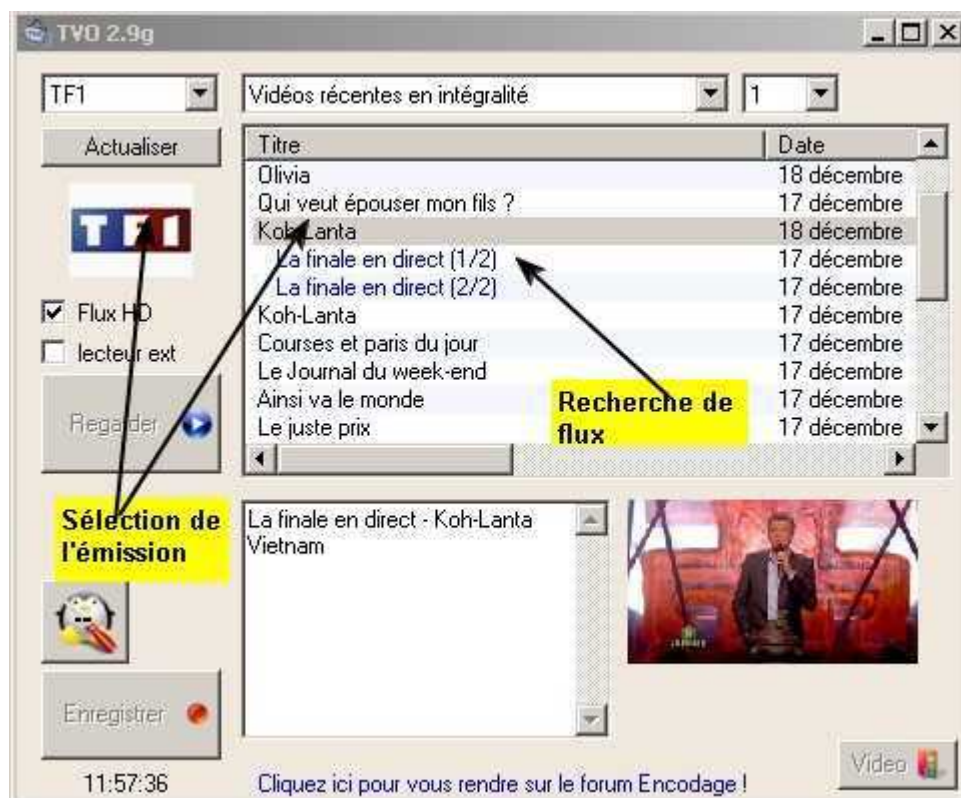 TVO 2.9g
TF1
Vidéos récentes en intégralité
1
Actualiser
Titre Date
Olivia 18 décembre
Qui veut épouser mon fils ? 17 décembre
TF1
Koh-Lanta 18 décembre
La finale en direct (1/2) 17 décembre
La finale en direct (2/2) 17 décembre
Flux HD
Koh-Lanta 17 décembre
Courses et paris du jour 17 décembre
lecteur ext
Le Journal du week-end 17 décembre
Ainsi va le monde 17 décembre
Le juste prix 17 décembre
Recherche de
flux
Regarder
Sélection de
l'émission
La finale en direct - Koh-Lanta
Vietnam
Enregistrer
Video
11:57:36
Cliquez ici pour vous rendre sur le forum Encodage !